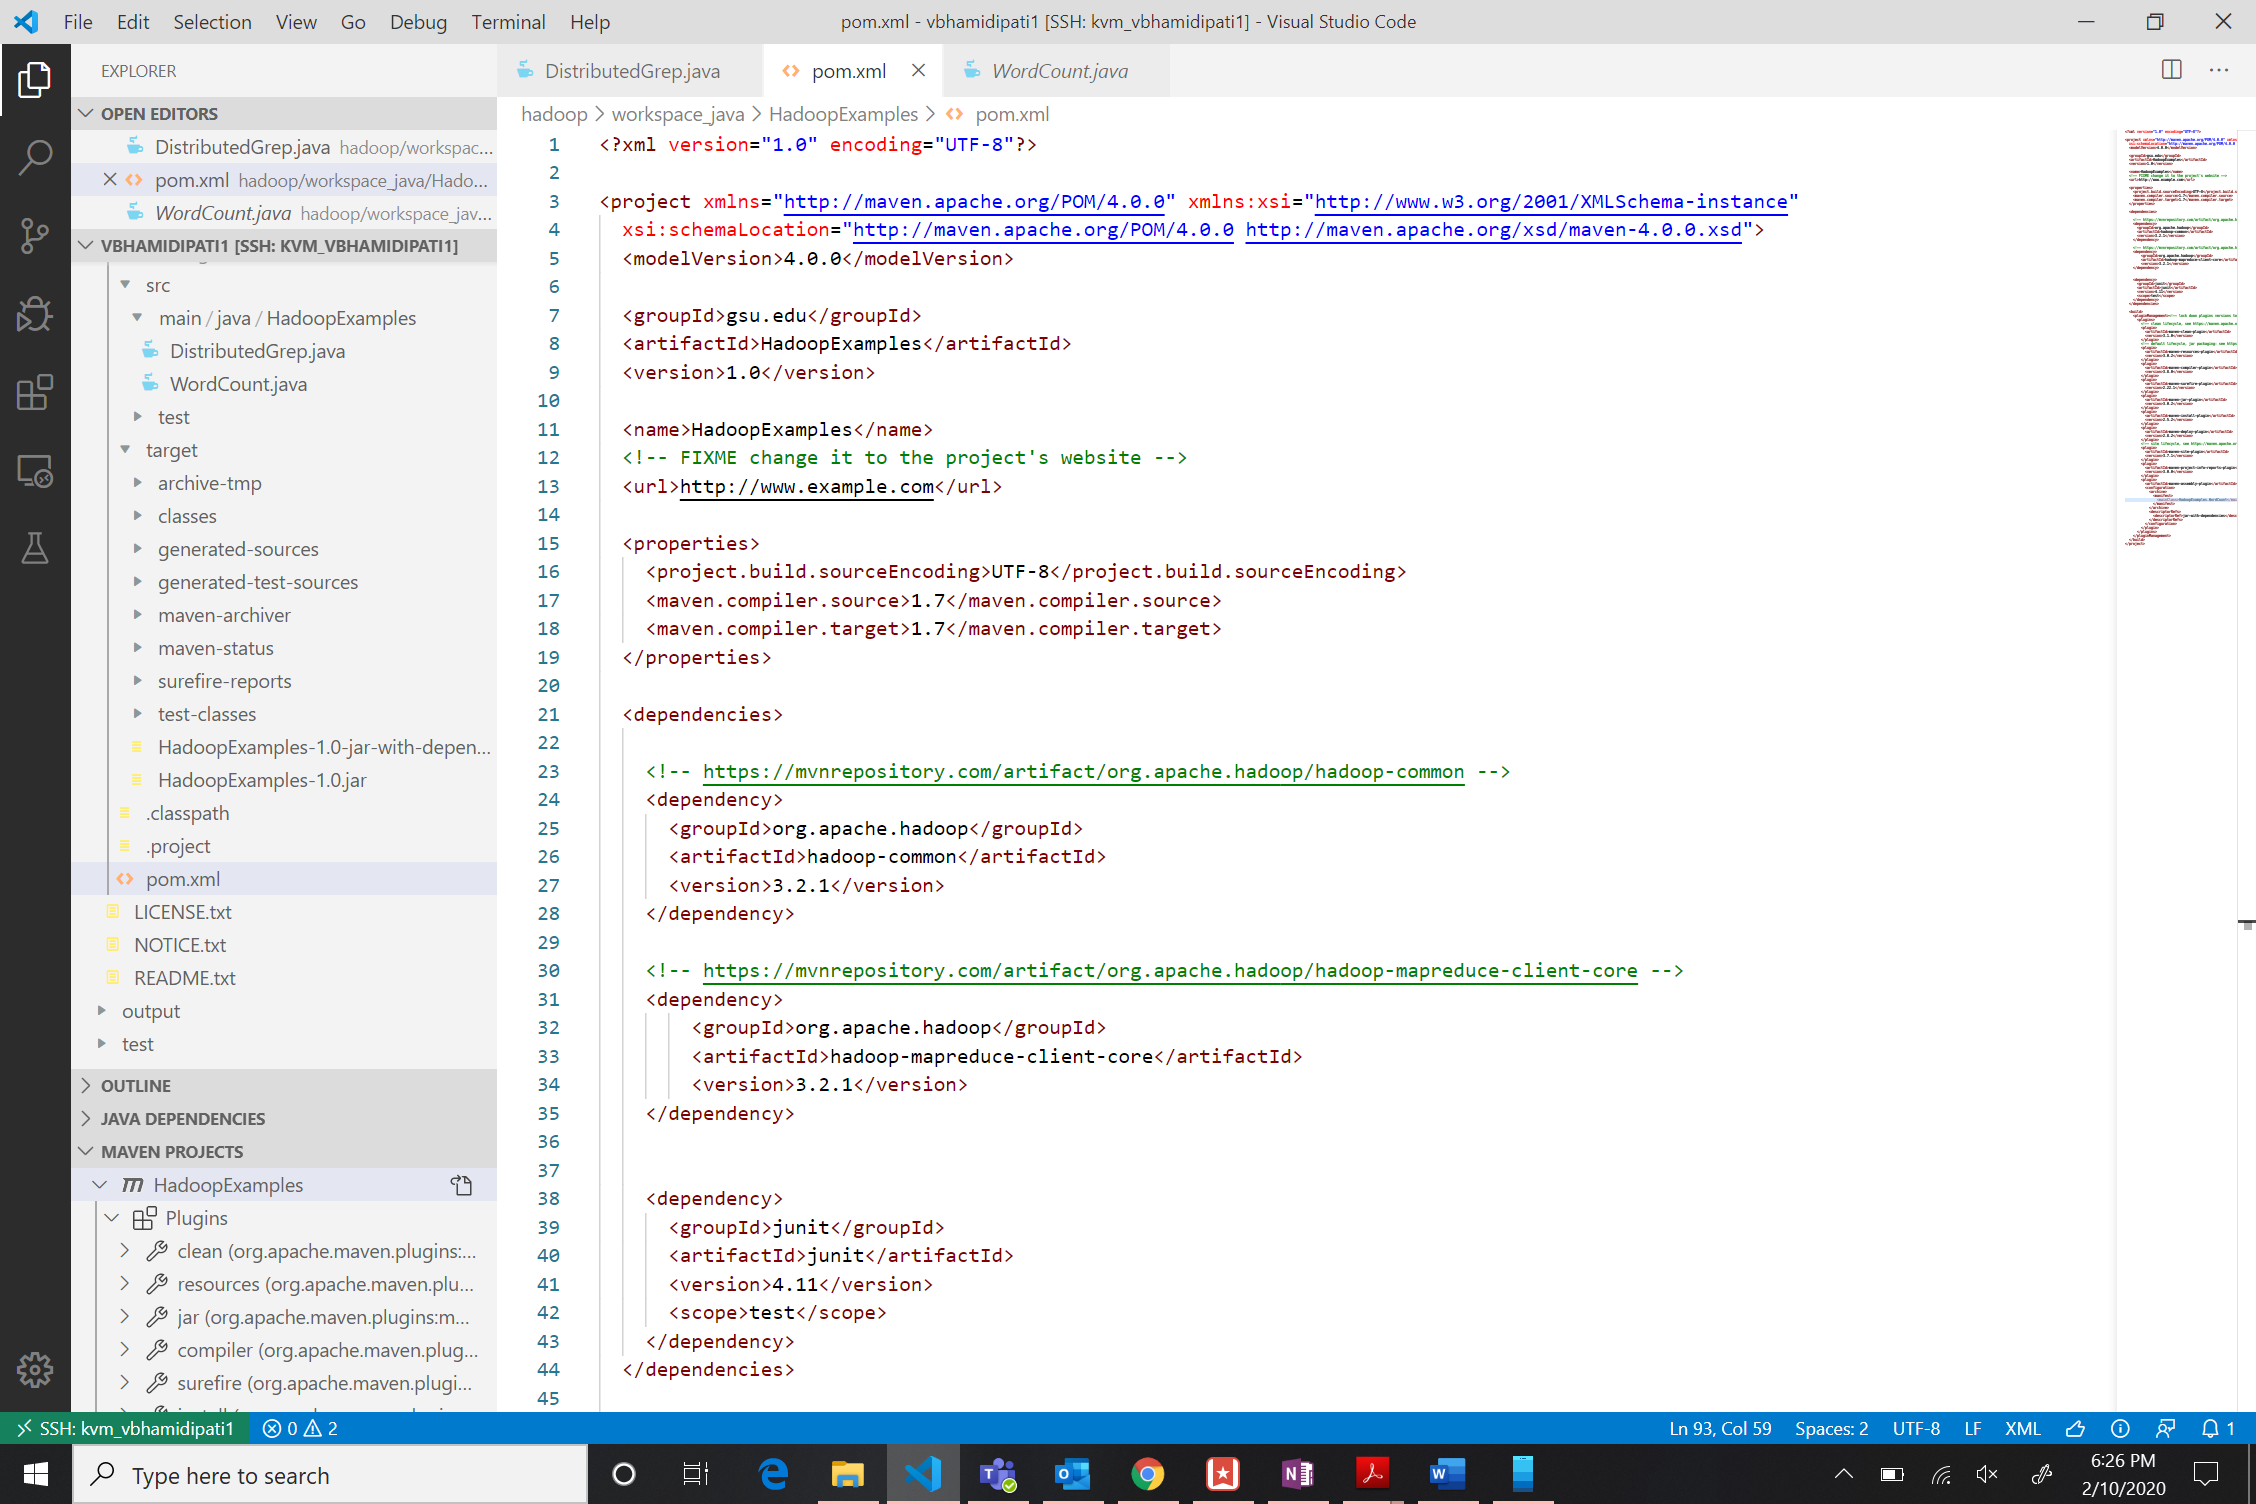 File Edit Selection View Go Debug Terminal Help
pom.xml - vbhamidipati1 [SSH: kvm_vbhamidipati1] - Visual Studio Code
EXPLORER
OPEN EDITORS
DistributedGrep.java hadoop/workspac...
pom.xml hadoop/workspace_java/Hado...
WordCount.java hadoop/workspace_jav...
VBHAMIDIPATI1 [SSH: KVM_VBHAMIDIPATI1]
src
main / java / HadoopExamples
DistributedGrep.java
WordCount.java
test
target
archive-tmp
classes
generated-sources
generated-test-sources
maven-archiver
maven-status
surefire-reports
test-classes
HadoopExamples-1.0-jar-with-depen...
HadoopExamples-1.0.jar
.classpath
.project
pom.xml
LICENSE.txt
NOTICE.txt
README.txt
output
test
OUTLINE
JAVA DEPENDENCIES
MAVEN PROJECTS
HadoopExamples
Plugins
clean (org.apache.maven.plugins:...
resources (org.apache.maven.plu...
jar (org.apache.maven.plugins:m...
compiler (org.apache.maven.plug...
surefire (org.apache.maven.plugi...
DistributedGrep.java pom.xml WordCount.java
hadoop > workspace_java > HadoopExamples > pom.xml
1 <?xml version="1.0" encoding="UTF-8"?>
2
3 <project xmlns="http://maven.apache.org/POM/4.0.0" xmlns:xsi="http://www.w3.org/2001/XMLSchema-instance"
4 xsi:schemaLocation="http://maven.apache.org/POM/4.0.0 http://maven.apache.org/xsd/maven-4.0.0.xsd">
5 <modelVersion>4.0.0</modelVersion>
6
7 <groupId>gsu.edu</groupId>
8 <artifactId>HadoopExamples</artifactId>
9 <version>1.0</version>
10
11 <name>HadoopExamples</name>
12 <!-- FIXME change it to the project's website -->
13 <url>http://www.example.com</url>
14
15 <properties>
16 <project.build.sourceEncoding>UTF-8</project.build.sourceEncoding>
17 <maven.compiler.source>1.7</maven.compiler.source>
18 <maven.compiler.target>1.7</maven.compiler.target>
19 </properties>
20
21 <dependencies>
22
23 <!-- https://mvnrepository.com/artifact/org.apache.hadoop/hadoop-common -->
24 <dependency>
25 <groupId>org.apache.hadoop</groupId>
26 <artifactId>hadoop-common</artifactId>
27 <version>3.2.1</version>
28 </dependency>
29
30 <!-- https://mvnrepository.com/artifact/org.apache.hadoop/hadoop-mapreduce-client-core -->
31 <dependency>
32 <groupId>org.apache.hadoop</groupId>
33 <artifactId>hadoop-mapreduce-client-core</artifactId>
34 <version>3.2.1</version>
35 </dependency>
36
37
38 <dependency>
39 <groupId>junit</groupId>
40 <artifactId>junit</artifactId>
41 <version>4.11</version>
42 <scope>test</scope>
43 </dependency>
44 </dependencies>
45
SSH: kvm_vbhamidipati1 0 2
Ln 93, Col 59 Spaces: 2 UTF-8 LF XML 1
Type here to search
6:26 PM
2/10/2020